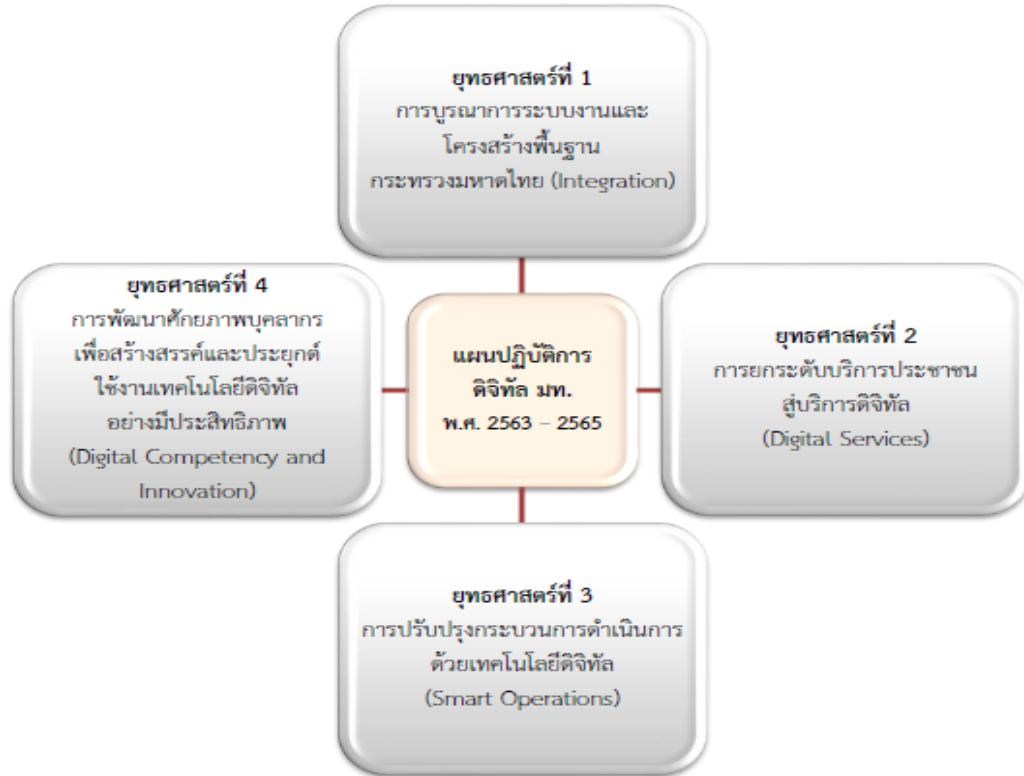 ยุทธศาสตร์ที่ 1
การบูรณาการระบบงานและ
โครงสร้างพื้นฐาน
กระทรวงมหาดไทย (Integration)
ยุทธศาสตร์ที่ 4
การพัฒนาศักยภาพบุคลากร
เพื่อสร้างสรรค์และประยุกต์
ใช้งานเทคโนโลยีดิจิทัล
อย่างมีประสิทธิภาพ
(Digital Competency and
Innovation)
แผนปฏิบัติการ
ดิจิทัล มท.
พ.ศ. 2563 – 2565
ยุทธศาสตร์ที่ 2
การยกระดับบริการประชาชน
สู่บริการดิจิทัล
(Digital Services)
ยุทธศาสตร์ที่ 3
การปรับปรุงกระบวนการดำเนินการ
ด้วยเทคโนโลยีดิจิทัล
(Smart Operations)